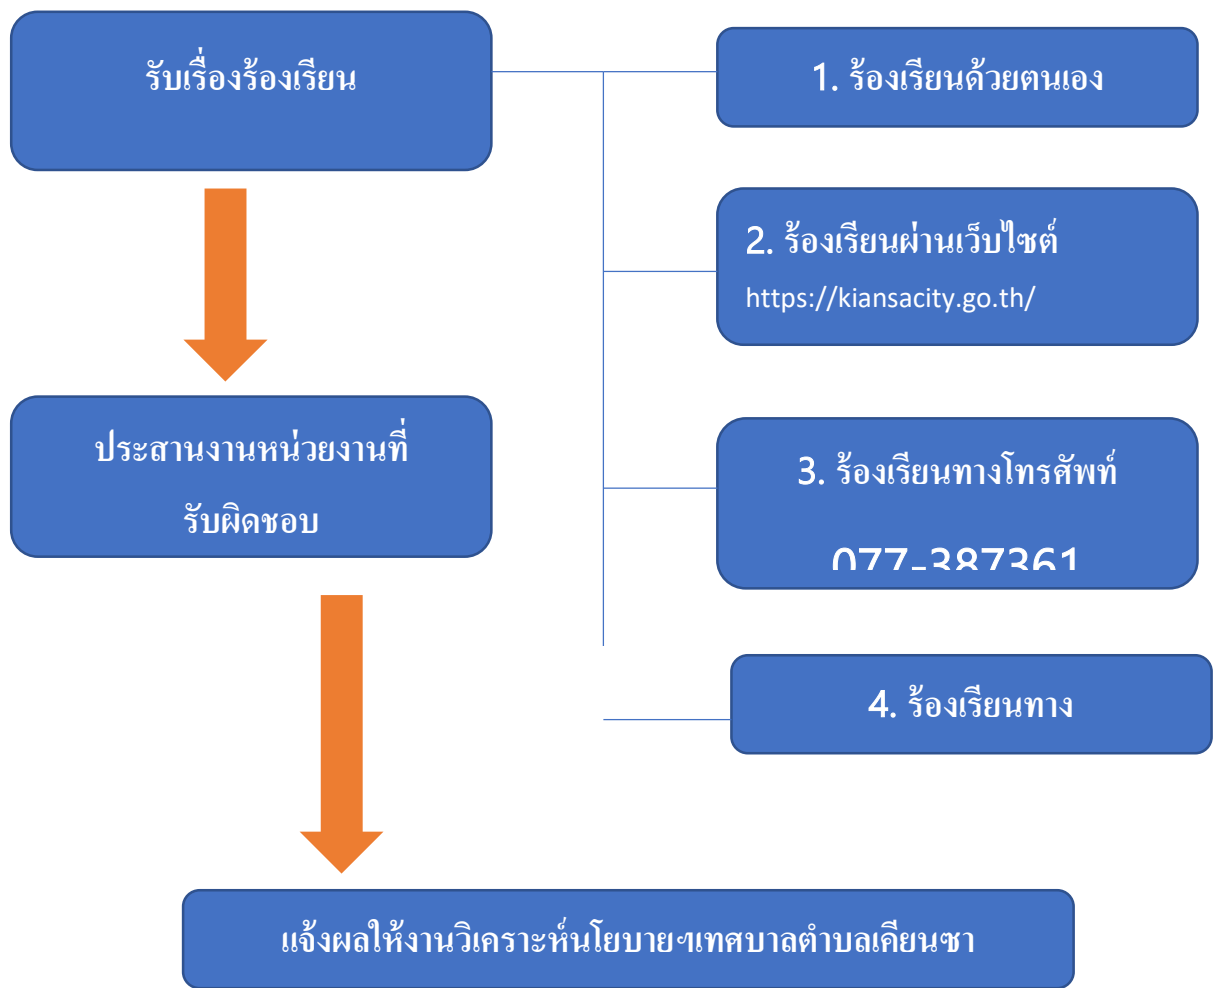 รับเรื่องร้องเรียน
1. ร้องเรียนด้วยตนเอง
2. ร้องเรียนผ่านเว็บไซต์
https://kiansacity.go.th/
ประสานงานหน่วยงานที่
รับผิดชอบ
3. ร้องเรียนทางโทรศัพท์
077-387361
4. ร้องเรียนทาง
แจ้งผลให้งานวิเคราะห์นโยบายฯเทศบาลตำบลเคียนซา